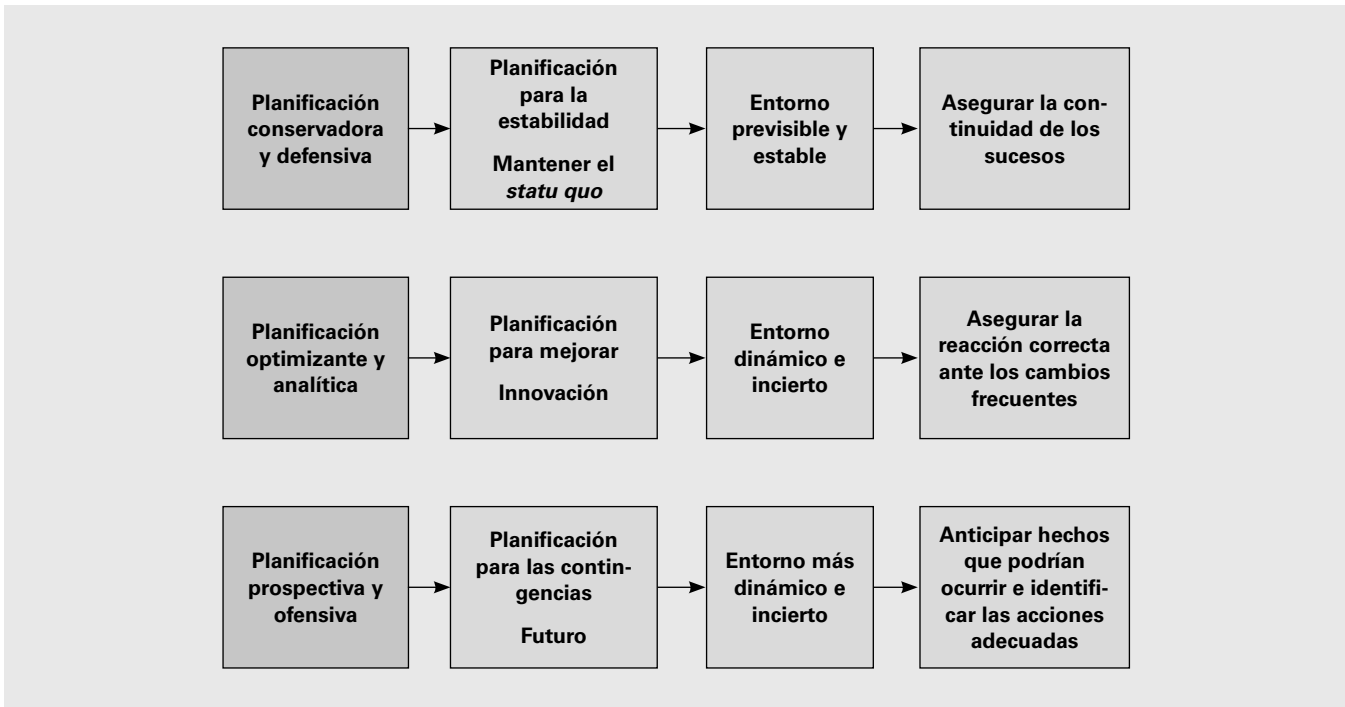 Planificación
conservadora
y defensiva
Planificación
para la
estabilidad
Mantener el
statu quo
Entorno
previsible y
estable
Asegurar la con-
tinuidad de los
sucesos
Planificación
optimizante y
analítica
Planificación
para mejorar
Innovación
Entorno
dinámico e
incierto
Asegurar la
reacción correcta
ante los cambios
frecuentes
Planificación
prospectiva y
ofensiva
Planificación
para las contin-
gencias
Futuro
Entorno más
dinámico e
incierto
Anticipar hechos
que podrían
ocurrir e identifi-
car las acciones
adecuadas